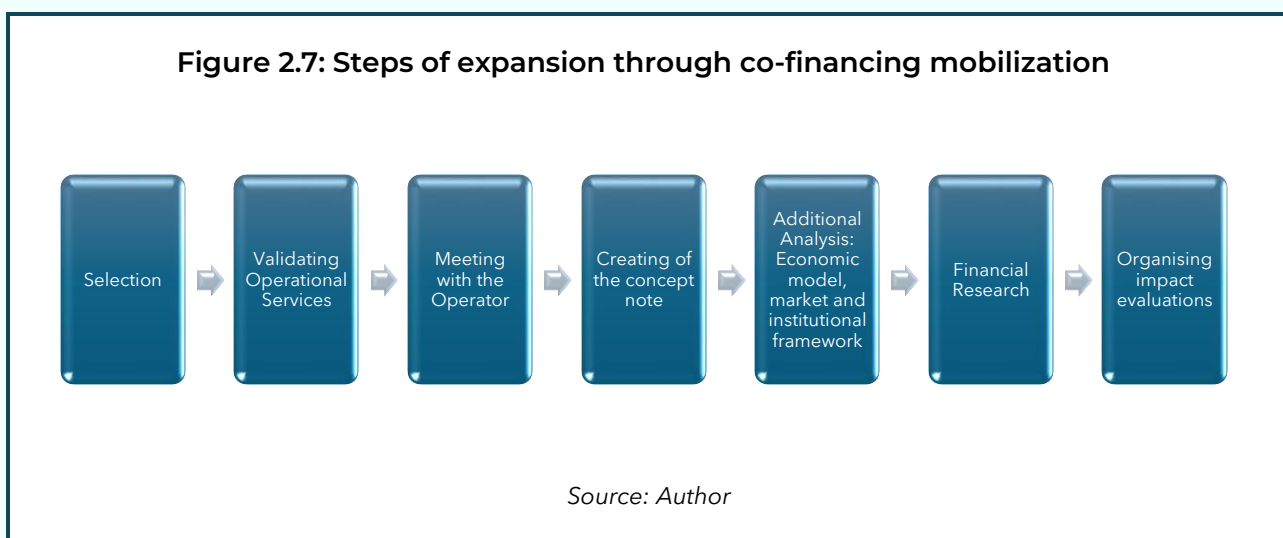 Figure 2.7: Steps of expansion through co-financing mobilization
Selection
Validating
Operational
Services
Meeting
with the
Operator
Creating of
the concept
note
Additional
Analysis:
Economic
model,
market and
institutional
framework
Financial
Research
Organising
impact
evaluations
Source: Author